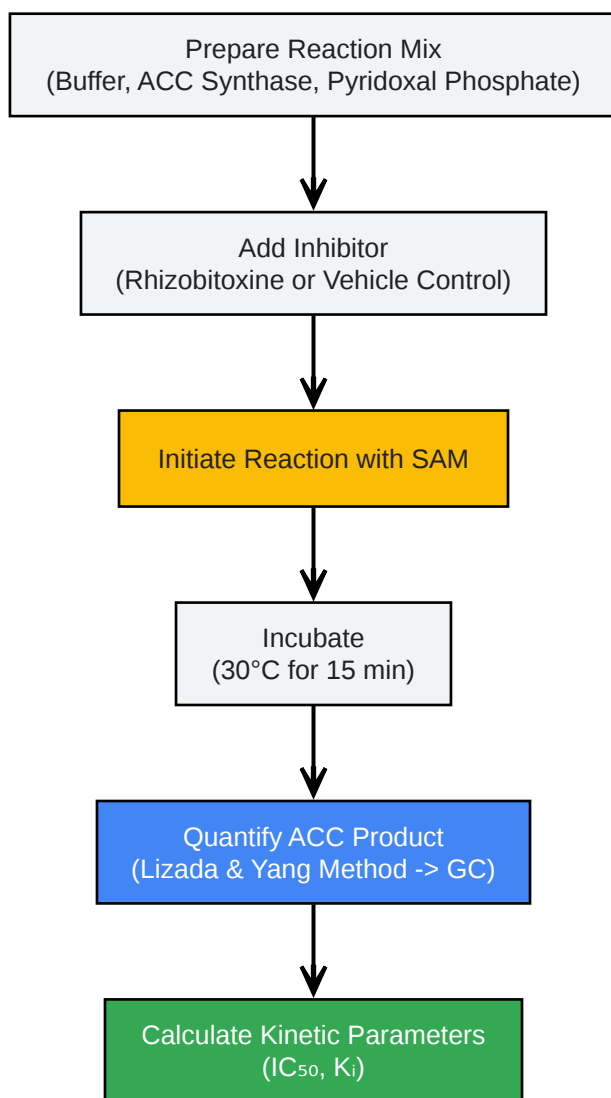 Prepare Reaction Mix
(Buffer, ACC Synthase, Pyridoxal Phosphate)
Add Inhibitor
(Rhizobitoxine or Vehicle Control)
Initiate Reaction with SAM
Incubate
(30°C for 15 min)
Quantify ACC Product
(Lizada & Yang Method -> GC)
Calculate Kinetic Parameters
(IC₅₀, Kᵢ)